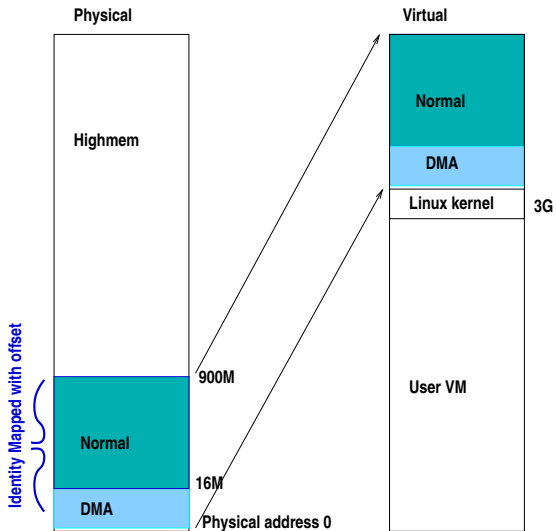 Physical
Virtual
Highmem
Normal
DMA
Linux kernel
3G
900M
User VM
Identity Mapped with offset
Normal
16M
DMA
Physical address 0